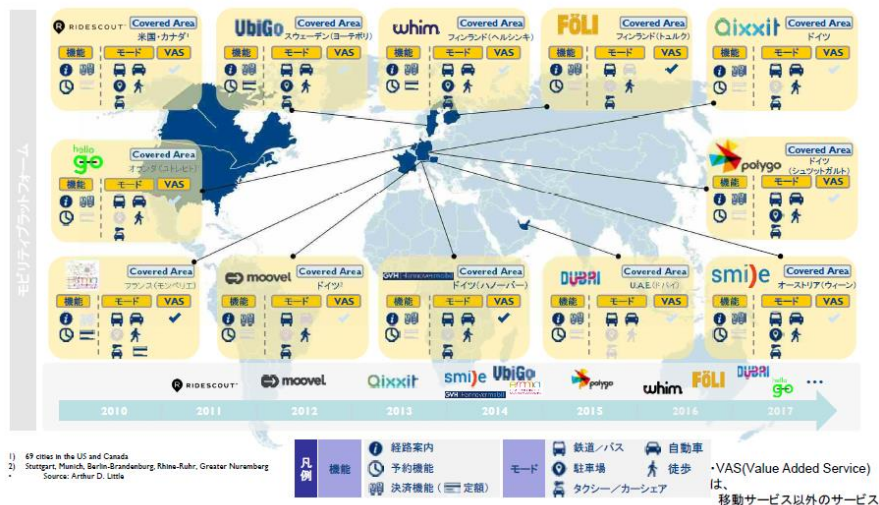 モビリティプラットフォーム
RIDESCOUT
Covered Area
米国・カナダ¹
機能 モード VAS
UbiGo
Covered Area
スウェーデン(ヨーテボリ)
機能 モード VAS
whim
Covered Area
フィンランド(ヘルシンキ)
機能 モード VAS
FÖLI
Covered Area
フィンランド(トゥルク)
機能 モード VAS
Qixxit
Covered Area
ドイツ
機能 モード VAS
hello go
Covered Area
オランダ(ユトレヒト)
機能 モード VAS
polygo
Covered Area
ドイツ
(シュツットガルト)
機能 モード VAS
Covered Area
フランス(モンペリエ)
機能 モード VAS
moovel
Covered Area
ドイツ²
機能 モード VAS
GVH Hannovermobil
Covered Area
ドイツ(ハノーバー)
機能 モード VAS
DUBAI
Covered Area
U.A.E.(ドバイ)
機能 モード VAS
smi)e
Covered Area
オーストリア(ウィーン)
機能 モード VAS
RIDESCOUT moovel Qixxit smi)e UbiGo polygo whim FÖLI DUBAI hello go …
GVH Hannovermobil
2010 2011 2012 2013 2014 2015 2016 2017
1) 69 cities in the US and Canada
2) Stuttgart, Munich, Berlin-Brandenburg, Rhine-Ruhr, Greater Nuremberg
• Source: Arthur D. Little
凡例
機能
経路案内
予約機能
決済機能(定額)
モード
鉄道/バス 自動車
駐車場 徒歩
タクシー/カーシェア
・VAS(Value Added Service)
は、
移動サービス以外のサービス